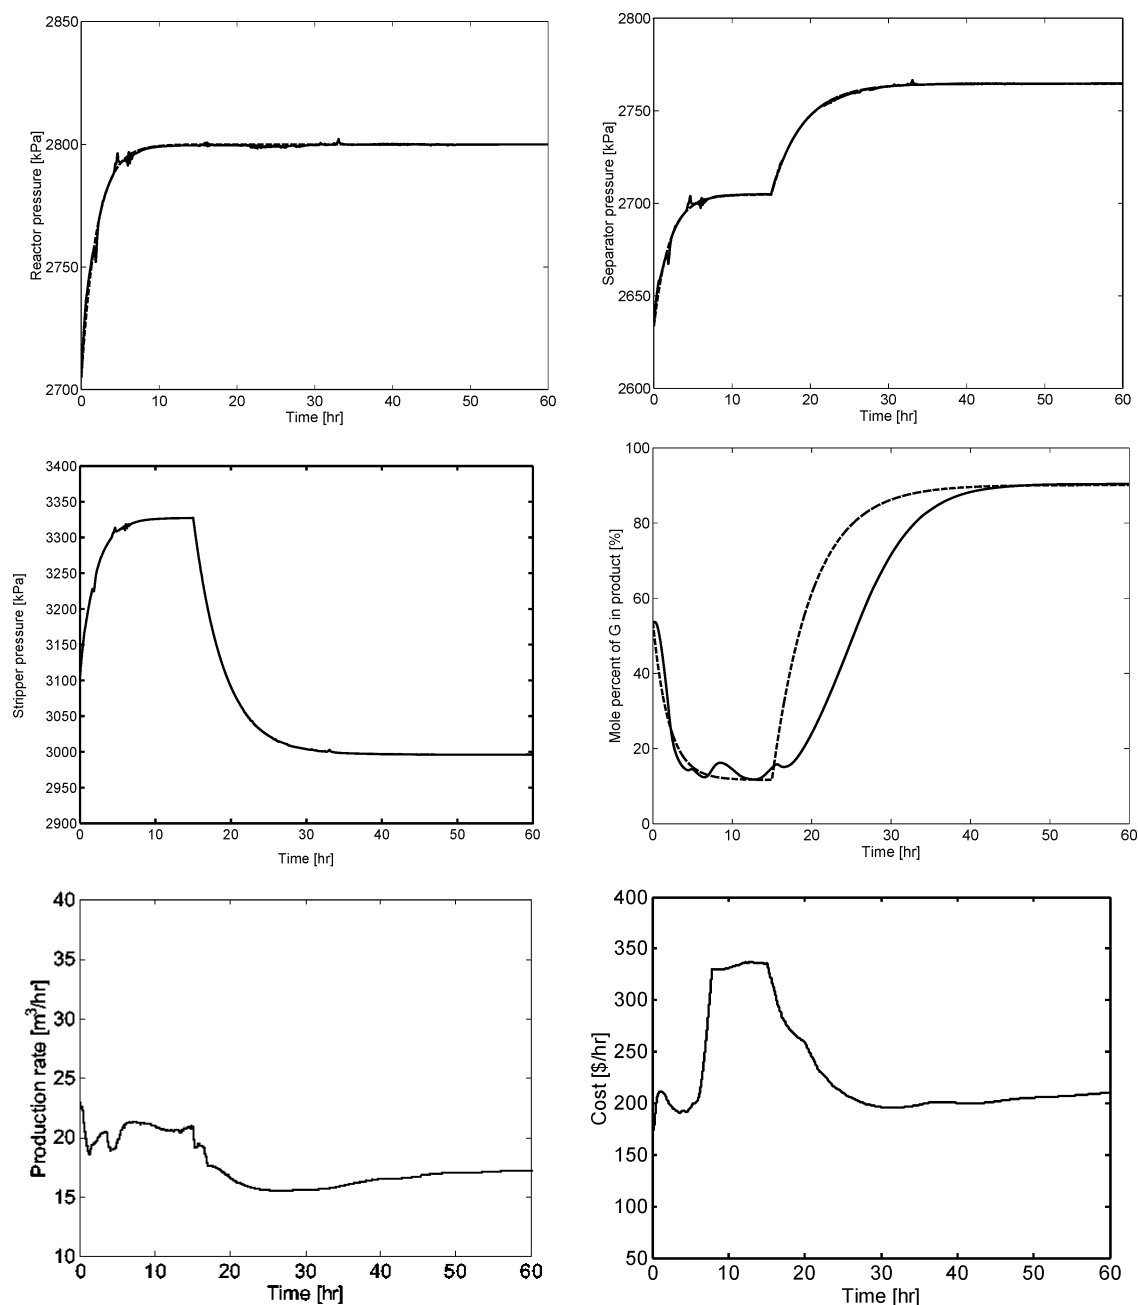 Reactor pressure [kPa]
2850
2800
2750
2700
0 10 20 30 40 50 60
Time [hr]
Separator pressure [kPa]
2800
2750
2700
2650
2600
0 10 20 30 40 50 60
Time [hr]
Stripper pressure [kPa]
3400
3350
3300
3250
3200
3150
3100
3050
3000
2950
2900
0 10 20 30 40 50 60
Time [hr]
Mole percent of G in product [%]
100
80
60
40
20
0
0 10 20 30 40 50 60
Time [hr]
Production rate [m³/hr]
40
35
30
25
20
15
10
0 10 20 30 40 50 60
Time [hr]
Cost [$/hr]
400
350
300
250
200
150
100
50
0 10 20 30 40 50 60
Time [hr]